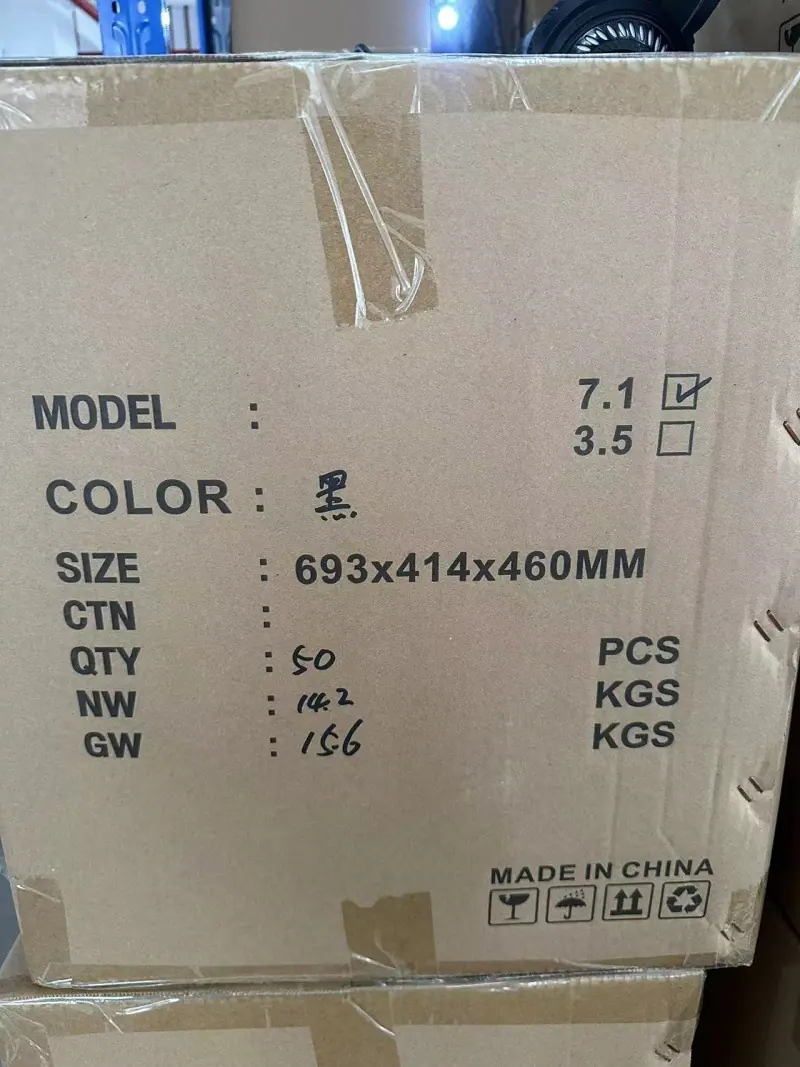 MODEL : 7.1
3.5
COLOR : 黑
SIZE : 693x414x460MM
CTN :
QTY : 50 PCS
NW : 14.2 KGS
GW : 15.6 KGS
MADE IN CHINA